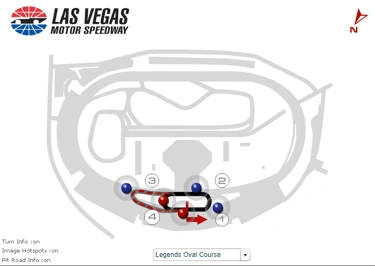 LAS VEGAS
MOTOR SPEEDWAY
N
3
2
4
1
Turn Info :on
Image Hotspots :on
Pit Road Info :on
Legends Oval Course